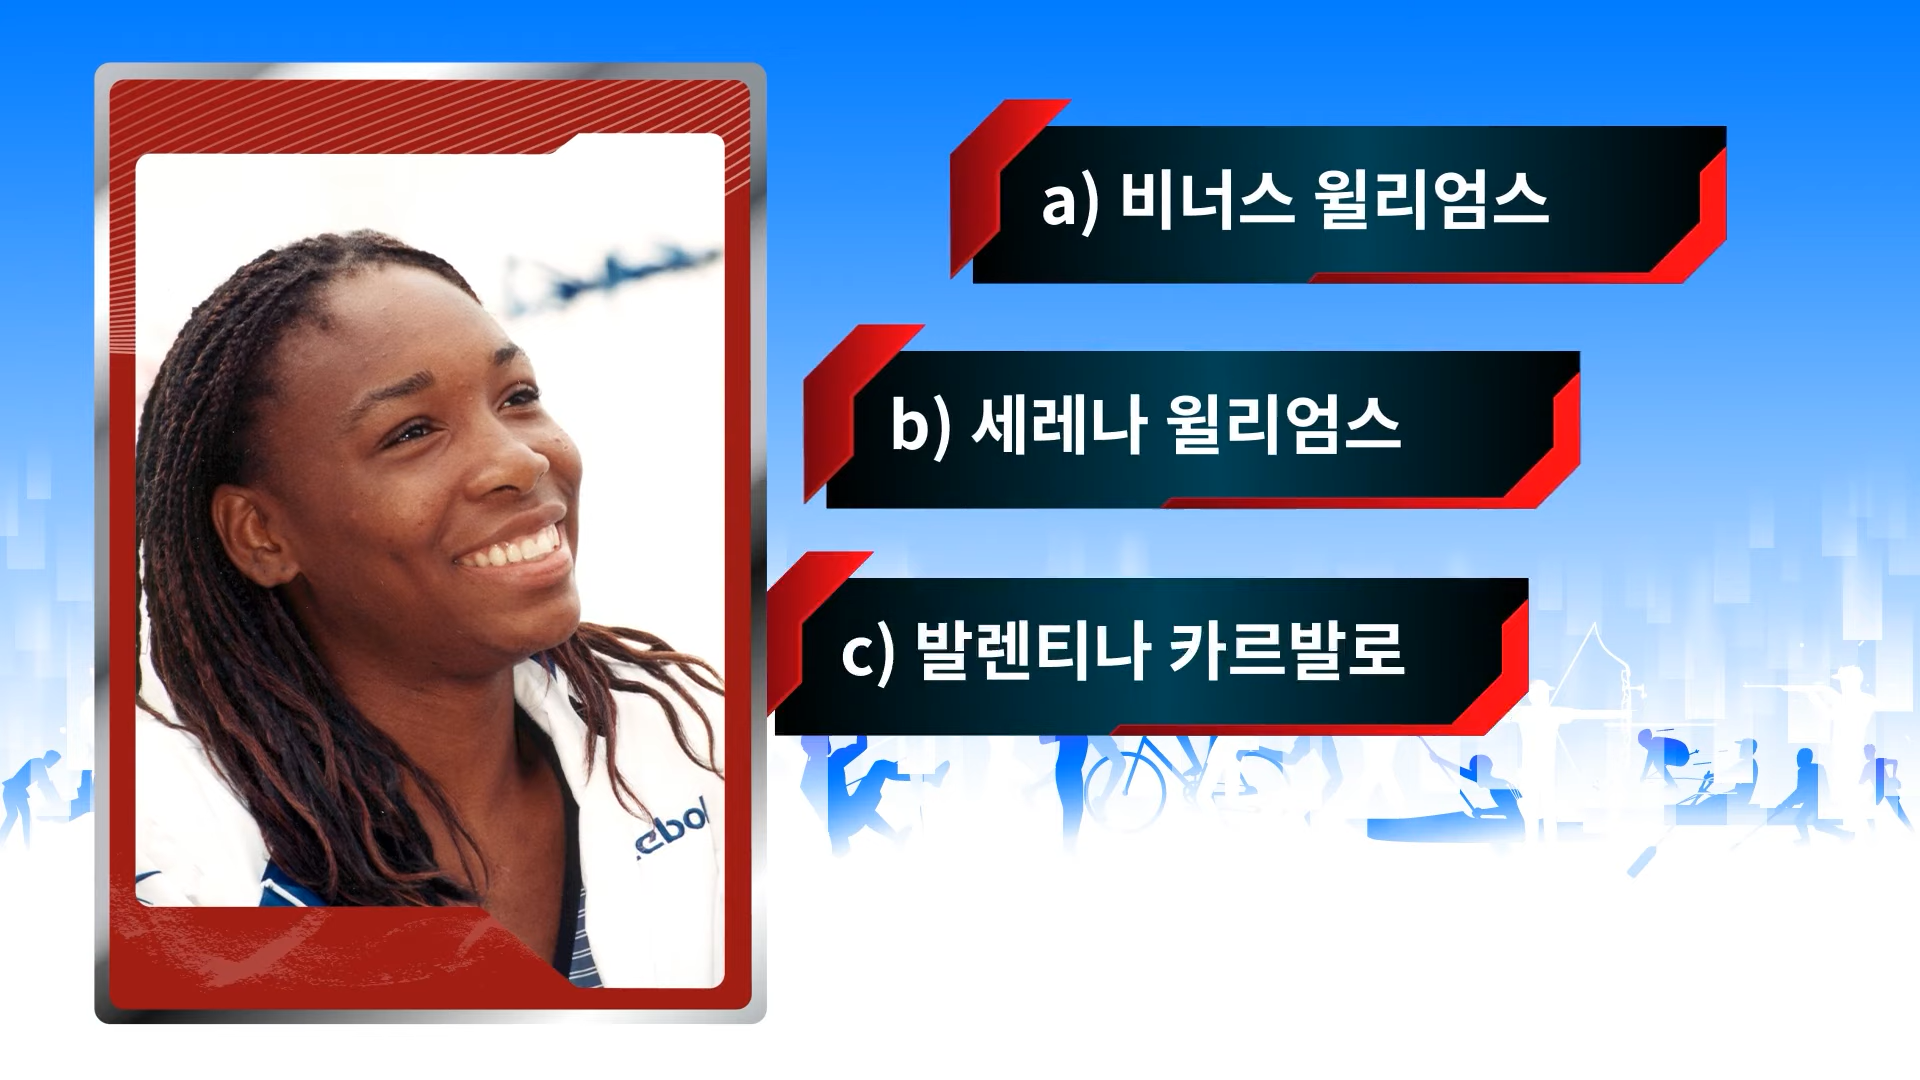 a) 비너스 윌리엄스
b) 세레나 윌리엄스
c) 발렌티나 카르발로
ebok